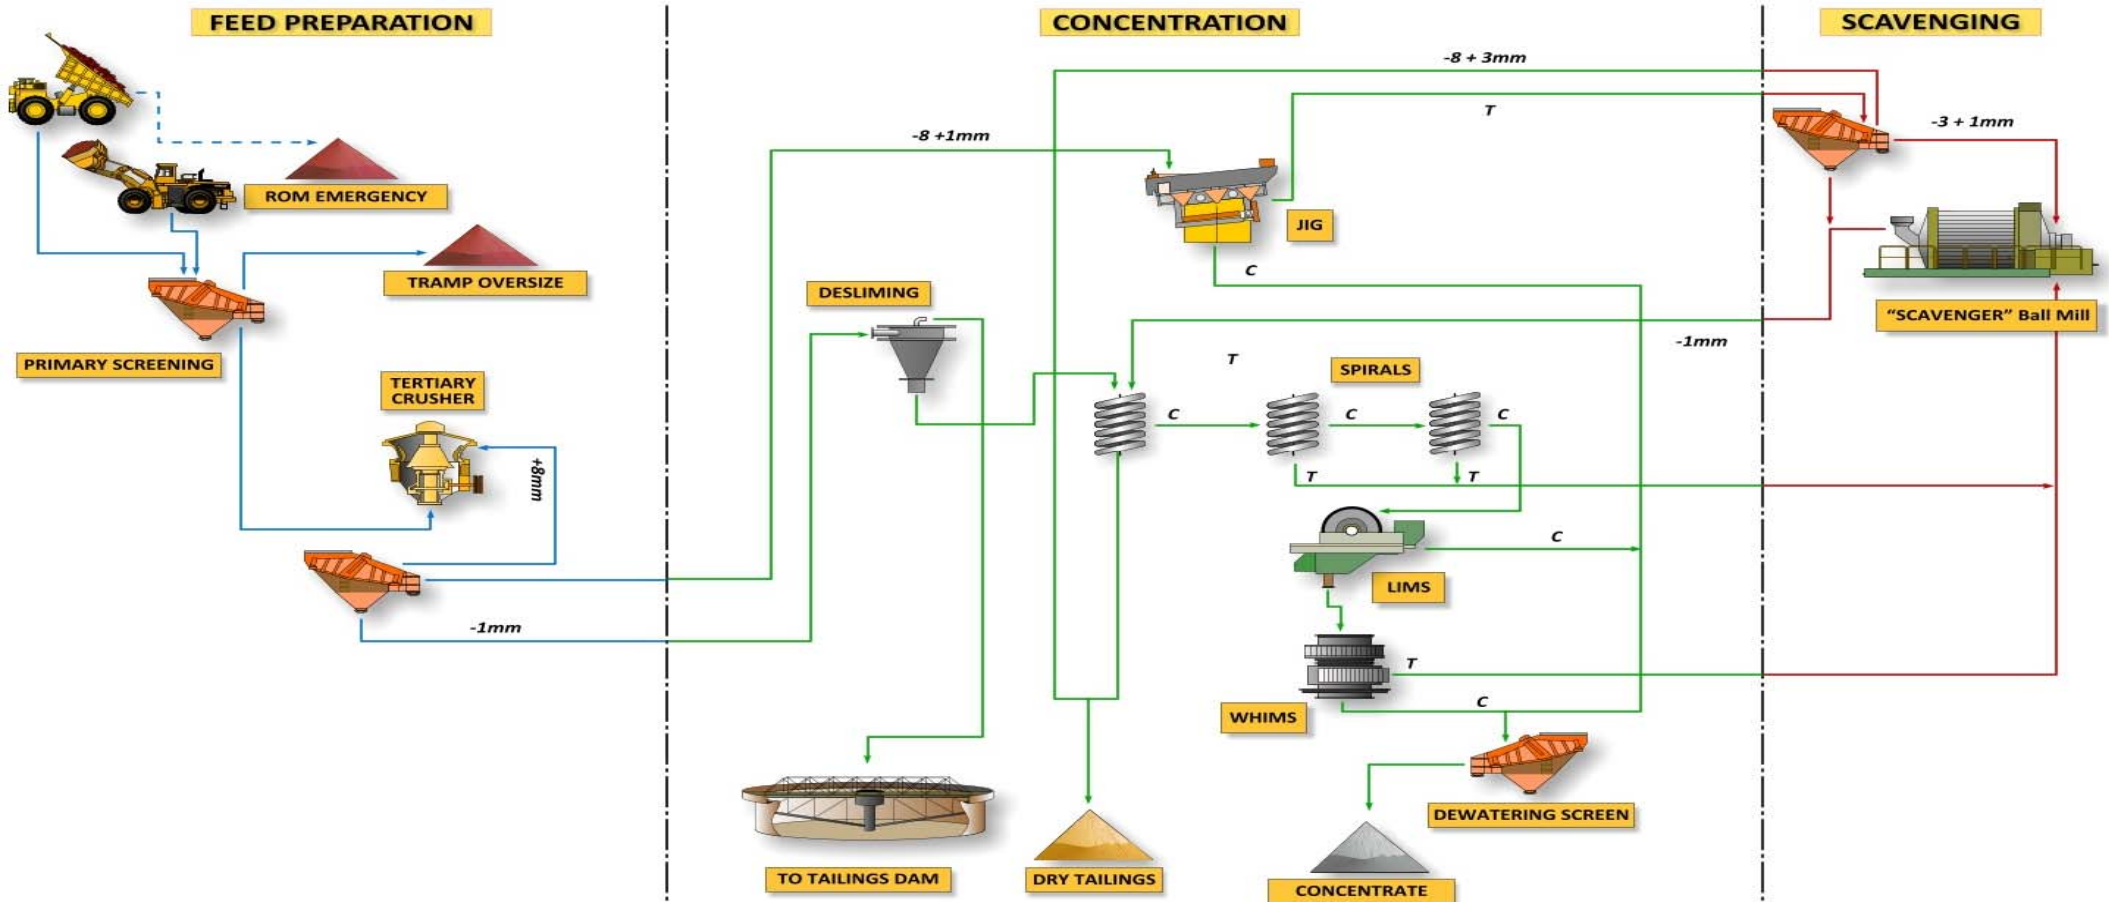 FEED PREPARATION
CONCENTRATION
SCAVENGING
-8 + 3mm
T
-3 + 1mm
-8 +1mm
ROM EMERGENCY
JIG
TRAMP OVERSIZE
C
DESLIMING
"SCAVENGER" Ball Mill
-1mm
PRIMARY SCREENING
T
SPIRALS
TERTIARY
CRUSHER
C
C
C
+8mm
T
T
C
LIMS
-1mm
T
C
WHIMS
DEWATERING SCREEN
TO TAILINGS DAM
DRY TAILINGS
CONCENTRATE